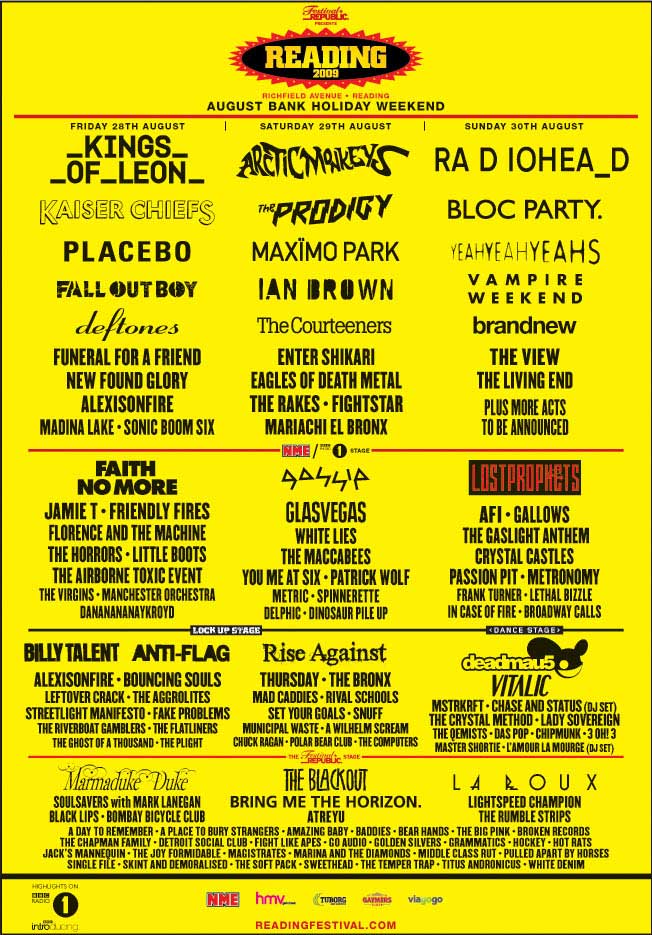 Festival Republic
PRESENTS
READING
2009
RICHFIELD AVENUE • READING
AUGUST BANK HOLIDAY WEEKEND
FRIDAY 28TH AUGUST
_KINGS_
_OF_LEON_
KAISER CHIEFS
PLACEBO
FALL OUT BOY
deftones
FUNERAL FOR A FRIEND
NEW FOUND GLORY
ALEXISONFIRE
MADINA LAKE • SONIC BOOM SIX
SATURDAY 29TH AUGUST
ARCTIC MONKEYS
THE PRODIGY
MAXÏMO PARK
IAN BROWN
The Courteeners
ENTER SHIKARI
EAGLES OF DEATH METAL
THE RAKES • FIGHTSTAR
MARIACHI EL BRONX
SUNDAY 30TH AUGUST
RA D IOHEA_D
BLOC PARTY.
YEAHYEAHYEAHS
VAMPIRE
WEEKEND
brandnew
THE VIEW
THE LIVING END
PLUS MORE ACTS
TO BE ANNOUNCED
NME / BBC RADIO 1 STAGE
FAITH
NO MORE
JAMIE T • FRIENDLY FIRES
FLORENCE AND THE MACHINE
THE HORRORS • LITTLE BOOTS
THE AIRBORNE TOXIC EVENT
THE VIRGINS • MANCHESTER ORCHESTRA
DANANANANAYKROYD
GOSSIP
GLASVEGAS
WHITE LIES
THE MACCABEES
YOU ME AT SIX • PATRICK WOLF
METRIC • SPINNERETTE
DELPHIC • DINOSAUR PILE UP
LOSTPROPHETS
AFI • GALLOWS
THE GASLIGHT ANTHEM
CRYSTAL CASTLES
PASSION PIT • METRONOMY
FRANK TURNER • LETHAL BIZZLE
IN CASE OF FIRE • BROADWAY CALLS
LOCK UP STAGE
BILLY TALENT ANTI-FLAG
ALEXISONFIRE • BOUNCING SOULS
LEFTOVER CRACK • THE AGGROLITES
STREETLIGHT MANIFESTO • FAKE PROBLEMS
THE RIVERBOAT GAMBLERS • THE FLATLINERS
THE GHOST OF A THOUSAND • THE PLIGHT
Rise Against
THURSDAY • THE BRONX
MAD CADDIES • RIVAL SCHOOLS
SET YOUR GOALS • SNUFF
MUNICIPAL WASTE • A WILHELM SCREAM
CHUCK RAGAN • POLAR BEAR CLUB • THE COMPUTERS
<DANCE STAGE>
deadmau5
VITALIC
MSTRKRFT • CHASE AND STATUS (DJ SET)
THE CRYSTAL METHOD • LADY SOVEREIGN
THE QEMISTS • DAS POP • CHIPMUNK • 3 OH! 3
MASTER SHORTIE • L'AMOUR LA MOURGE (DJ SET)
THE Festival Republic STAGE
Marmaduke Duke
SOULSAVERS with MARK LANEGAN
BLACK LIPS • BOMBAY BICYCLE CLUB
THE BLACKOUT
BRING ME THE HORIZON.
ATREYU
LA ROUX
LIGHTSPEED CHAMPION
THE RUMBLE STRIPS
A DAY TO REMEMBER • A PLACE TO BURY STRANGERS • AMAZING BABY • BADDIES • BEAR HANDS • THE BIG PINK • BROKEN RECORDS
THE CHAPMAN FAMILY • DETROIT SOCIAL CLUB • FIGHT LIKE APES • GO AUDIO • GOLDEN SILVERS • GRAMMATICS • HOCKEY • HOT RATS
JACK'S MANNEQUIN • THE JOY FORMIDABLE • MAGISTRATES • MARINA AND THE DIAMONDS • MIDDLE CLASS RUT • PULLED APART BY HORSES
SINGLE FILE • SKINT AND DEMORALISED • THE SOFT PACK • SWEETHEAD • THE TEMPER TRAP • TITUS ANDRONICUS • WHITE DENIM
HIGHLIGHTS ON
BBC RADIO 1
BBC introducing
NME hmv.com TUBORG GAYMERS viagogo
READINGFESTIVAL.COM